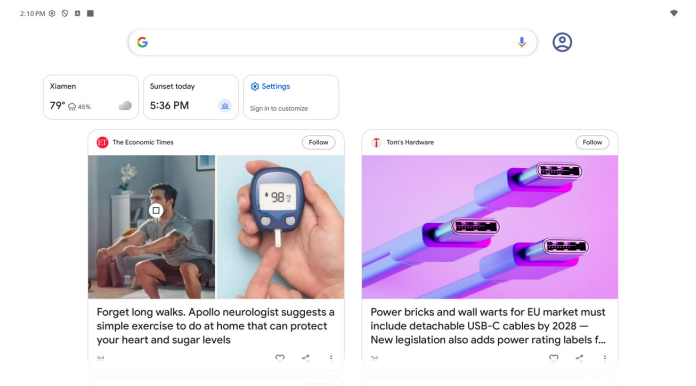 2:10 PM
Xiamen
79° 45%
Sunset today
5:36 PM
Settings
Sign in to customize
ET The Economic Times
Follow
98
Forget long walks. Apollo neurologist suggests a
simple exercise to do at home that can protect
your heart and sugar levels
Tom's Hardware
Follow
Power bricks and wall warts for EU market must
include detachable USB-C cables by 2028 —
New legislation also adds power rating labels f...